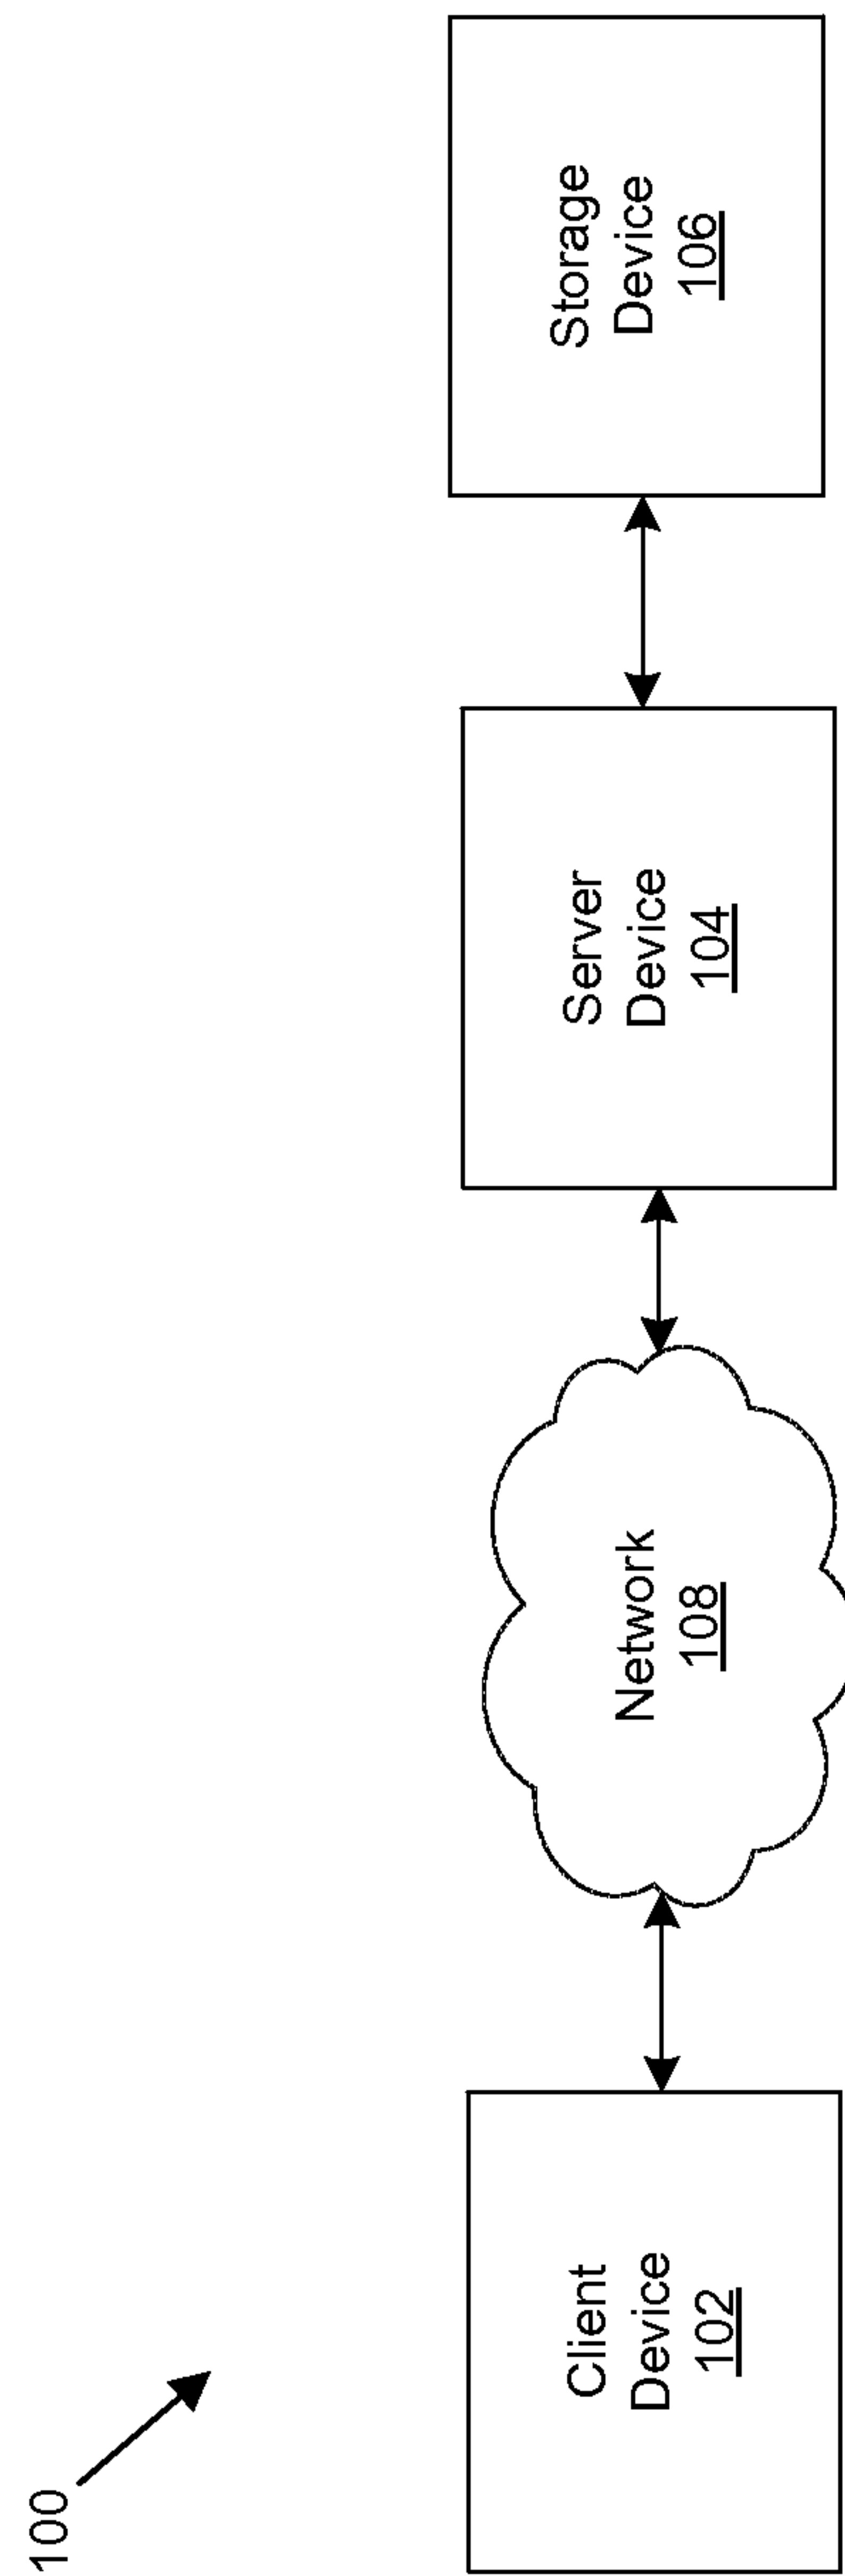 100
Client
Device
102
Network
108
Server
Device
104
Storage
Device
106